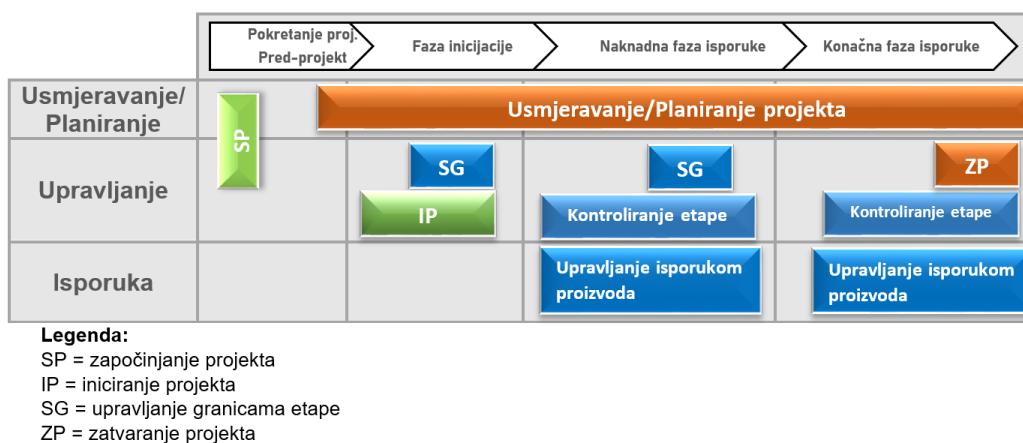 Pokretanje proj.
Pred-projekt
Faza inicijacije
Naknadna faza isporuke
Konačna faza isporuke
Usmjeravanje/
Planiranje
SP
Usmjeravanje/Planiranje projekta
Upravljanje
SG
IP
SG
Kontroliranje etape
ZP
Kontroliranje etape
Isporuka
Upravljanje isporukom
proizvoda
Upravljanje isporukom
proizvoda
Legenda:
SP = započinjanje projekta
IP = iniciranje projekta
SG = upravljanje granicama etape
ZP = zatvaranje projekta